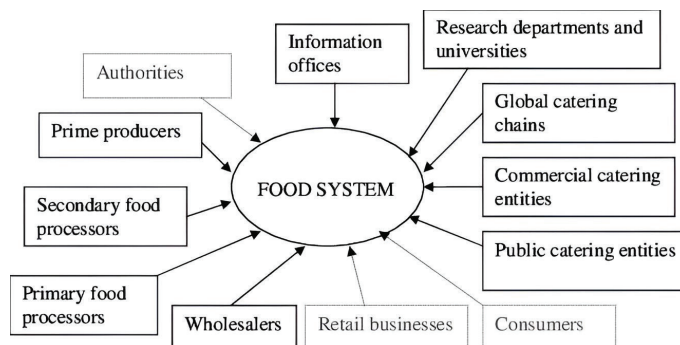 Information
offices
Research departments and
universities
Authorities
Global catering
chains
Prime producers
FOOD SYSTEM
Commercial catering
entities
Secondary food
processors
Public catering entities
Primary food
processors
Wholesalers
Retail businesses
Consumers